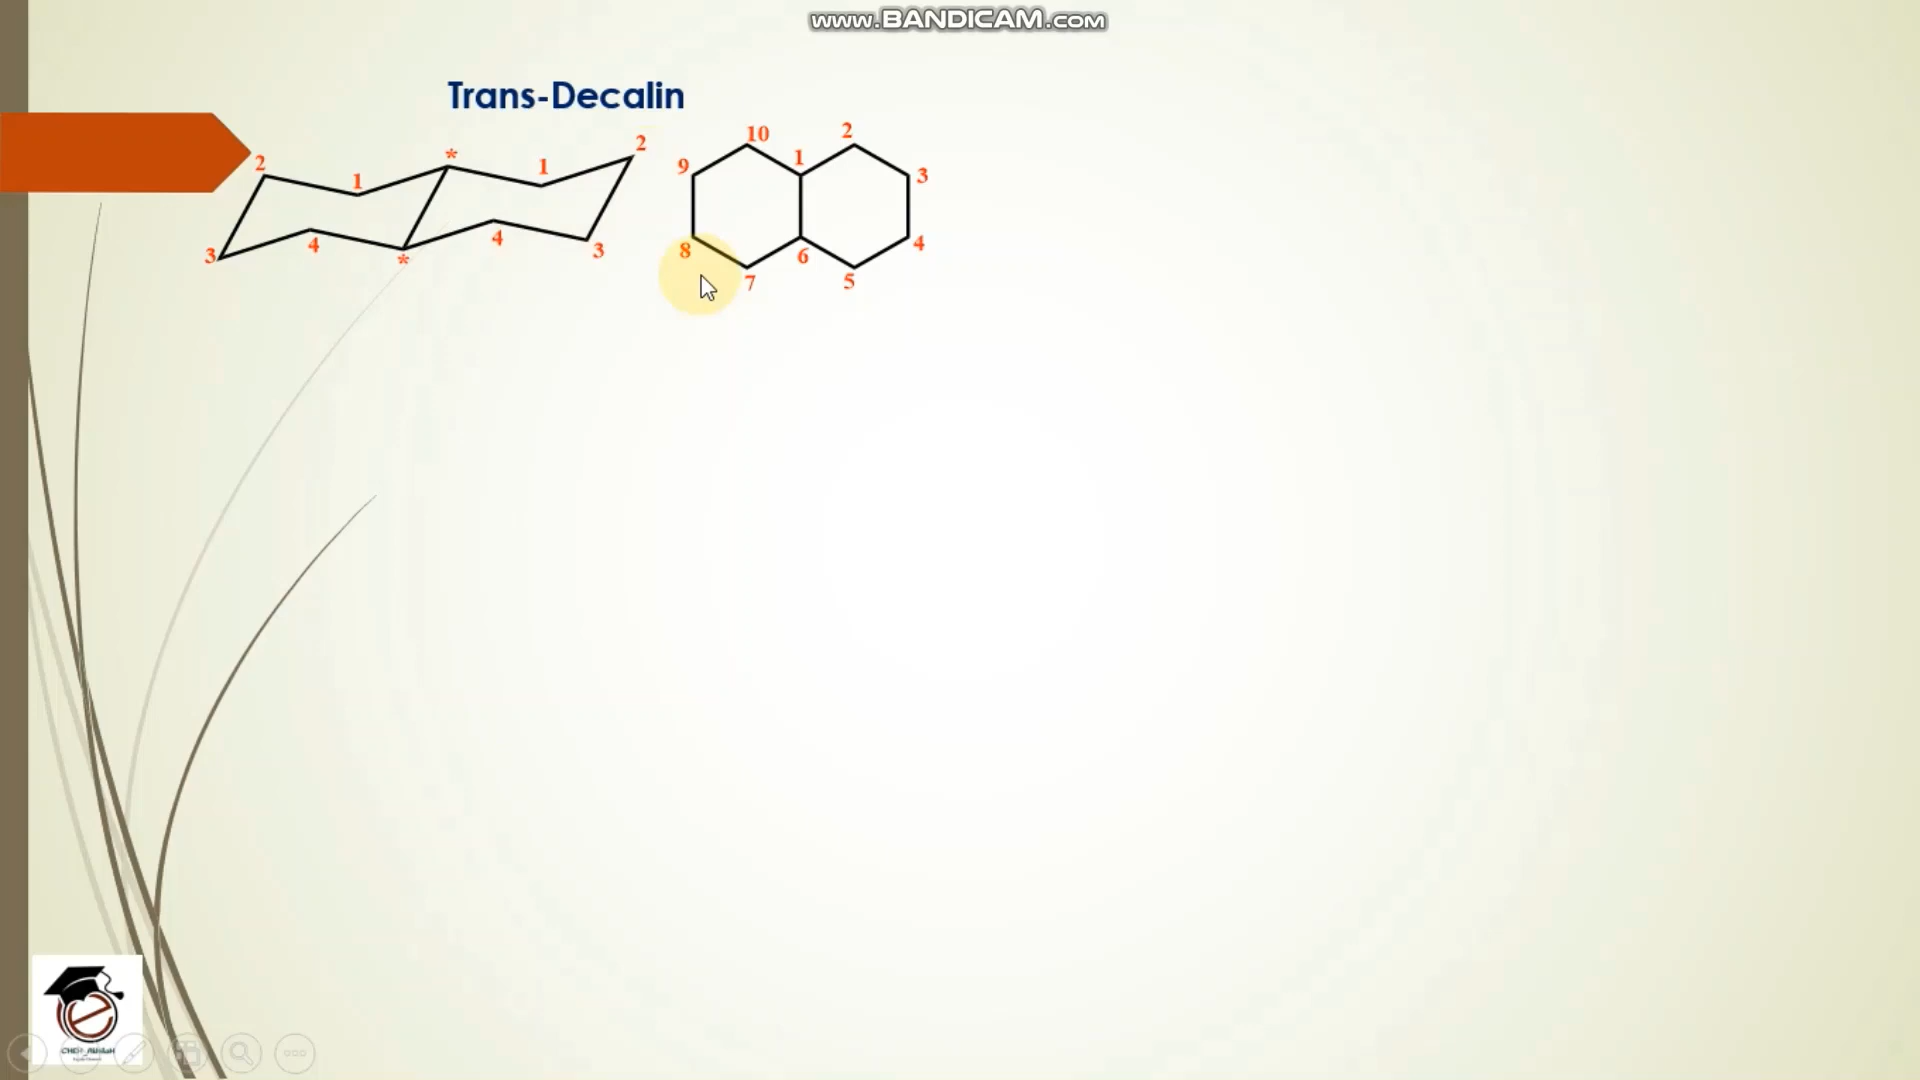 www.BANDICAM.com
Trans-Decalin
2 1 * 1 2
3 4 * 4 3
10 1 2
9 3
8 4
7 6 5